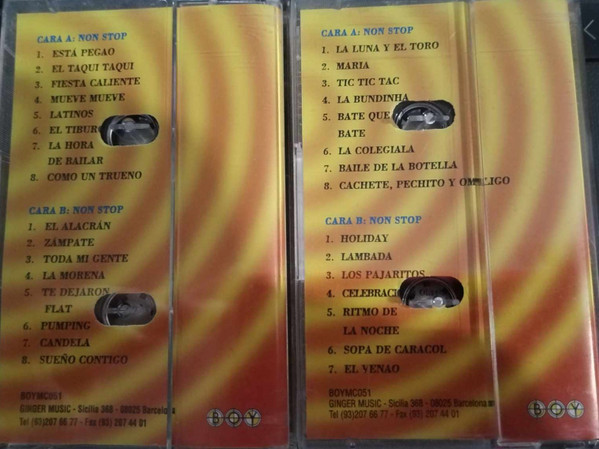 CARA A: NON STOP
1. ESTÁ PEGAO
2. EL TAQUI TAQUI
3. FIESTA CALIENTE
4. MUEVE MUEVE
5. LATINOS
6. EL TIBUR
7. LA HORA
DE BAILAR
8. COMO UN TRUENO
CARA B: NON STOP
1. EL ALACRÁN
2. ZÁMPATE
3. TODA MI GENTE
4. LA MORENA
5. TE DEJARON
FLAT
6. PUMPING
7. CANDELA
8. SUEÑO CONTIGO
BOYMC051
GINGER MUSIC - Sicilia 368 - 08025 Barcelona
Tel (93)207 66 77 - Fax (93) 207 44 01
BOY
CARA A: NON STOP
1. LA LUNA Y EL TORO
2. MARIA
3. TIC TIC TAC
4. LA BUNDINHA
5. BATE QUE
BATE
6. LA COLEGIALA
7. BAILE DE LA BOTELLA
8. CACHETE, PECHITO Y OMBLIGO
CARA B: NON STOP
1. HOLIDAY
2. LAMBADA
3. LOS PAJARITOS
4. CELEBRACI
5. RITMO DE
LA NOCHE
6. SOPA DE CARACOL
7. EL VENAO
BOYMC051
GINGER MUSIC - Sicilia 368 - 08025 Barcelona
Tel (93)207 66 77 - Fax (93) 207 44 01
BOY